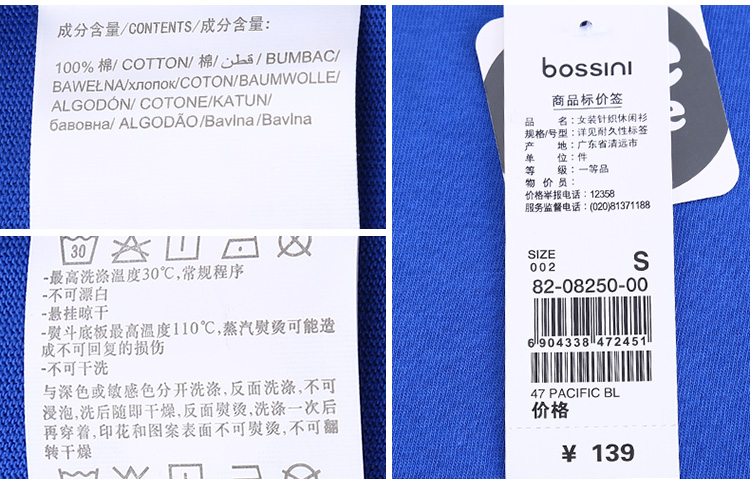 成分含量/CONTENTS/成分含量:
100% 棉/ COTTON/ 棉/ قطن / BUMBAC/
BAWEŁNA/хлопок/COTON/BAUMWOLLE/
ALGODÓN/ COTONE/KATUN/
бавовна/ ALGODÃO/Bavlna/Bavlna
30
-最高洗涤温度30℃,常规程序
-不可漂白
-悬挂晾干
-熨斗底板最高温度110℃,蒸汽熨烫可能造
成不可回复的损伤
-不可干洗
与深色或敏感色分开洗涤,反面洗涤,不可
浸泡,洗后随即干燥,反面熨烫,洗涤一次后
再穿着,印花和图案表面不可熨烫,不可翻
转干燥
bossini
商品标价签
品 名: 女装针织休闲衫
规格/号型: 详见耐久性标签
产 地: 广东省清远市
单 位: 件
等 级: 一等品
物 价 员:
价格举报电话: 12358
服务监督电话: (020)81371188
SIZE
002 S
82-08250-00
6 904338 472451
47 PACIFIC BL
价格
¥ 139